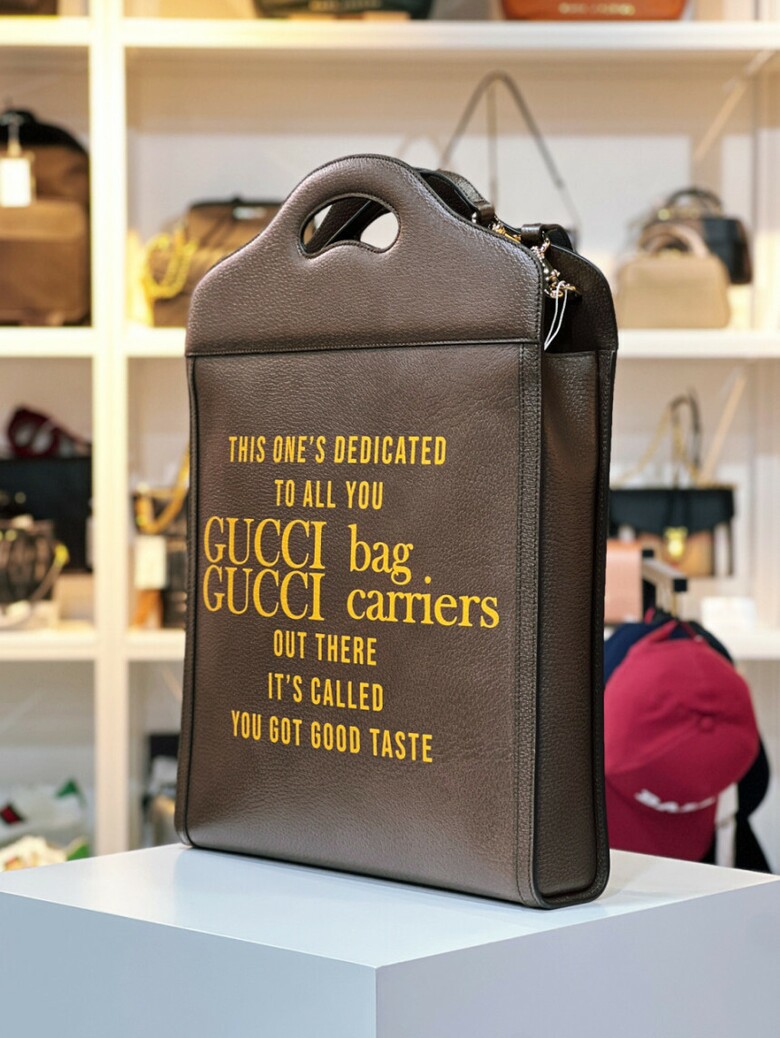 THIS ONE'S DEDICATED
TO ALL YOU
GUCCI bag
GUCCI carriers
OUT THERE
IT'S CALLED
YOU GOT GOOD TASTE